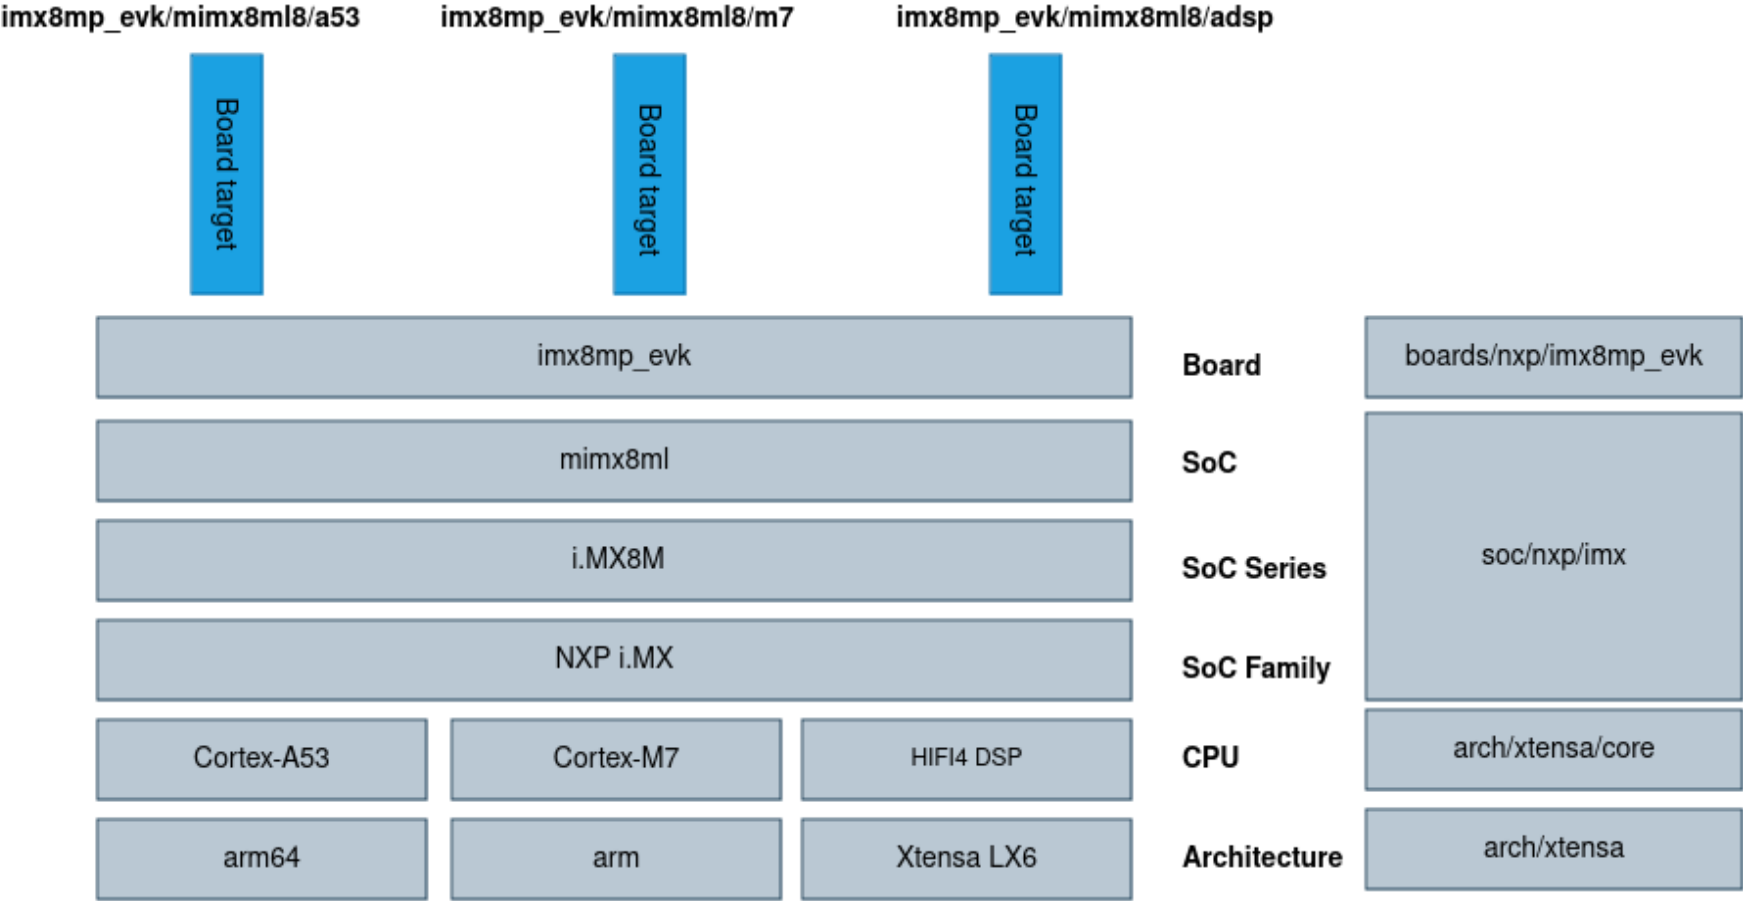 imx8mp_evk/mimx8ml8/a53
imx8mp_evk/mimx8ml8/m7
imx8mp_evk/mimx8ml8/adsp
Board target
Board target
Board target
imx8mp_evk
Board
boards/nxp/imx8mp_evk
mimx8ml
SoC
i.MX8M
SoC Series
soc/nxp/imx
NXP i.MX
SoC Family
Cortex-A53
Cortex-M7
HIFI4 DSP
CPU
arch/xtensa/core
arm64
arm
Xtensa LX6
Architecture
arch/xtensa